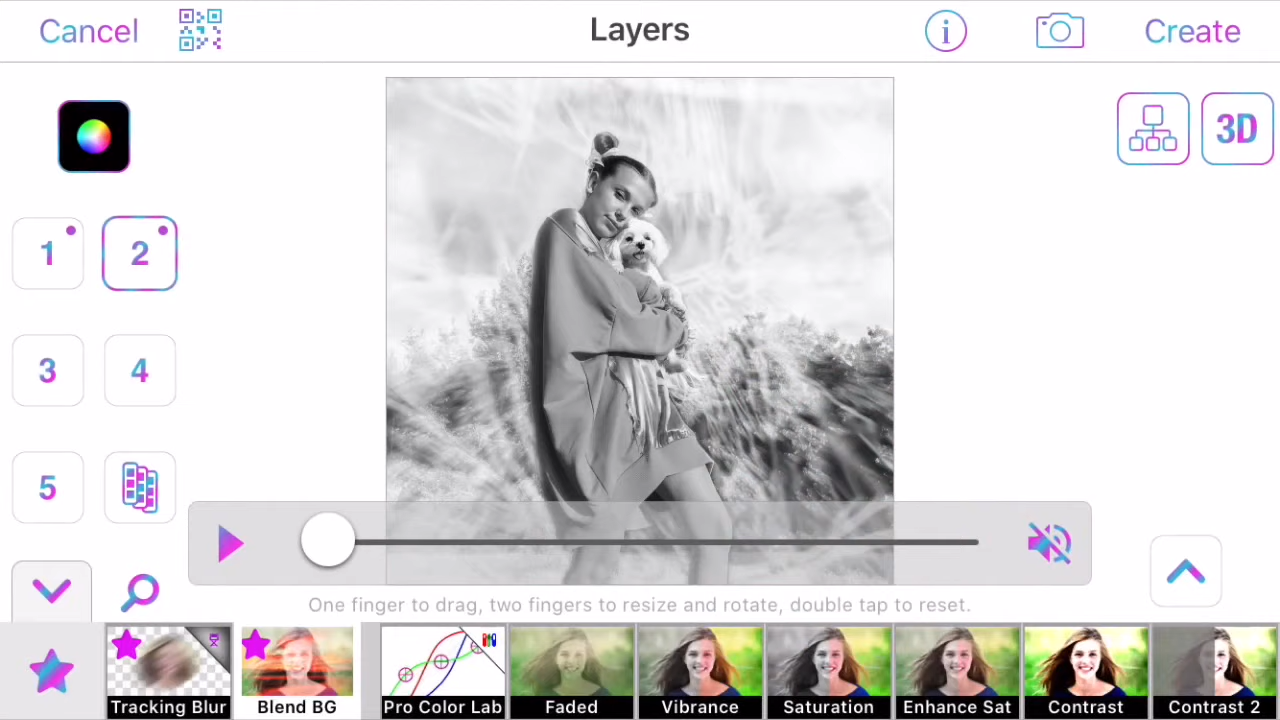 Cancel
Layers
i
Create
3D
1
2
3
4
5
One finger to drag, two fingers to resize and rotate, double tap to reset.
Tracking Blur
Blend BG
Pro Color Lab
Faded
Vibrance
Saturation
Enhance Sat
Contrast
Contrast 2